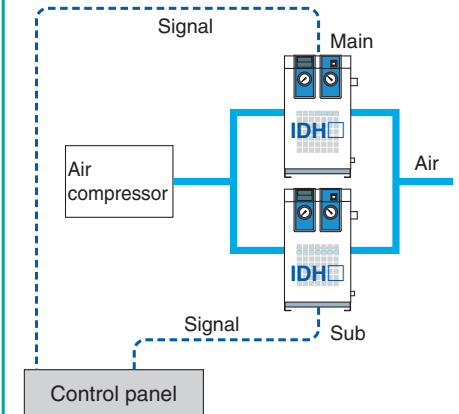 Signal
Main
IDH□
Air
compressor
Air
IDH□
Signal
Sub
Control panel